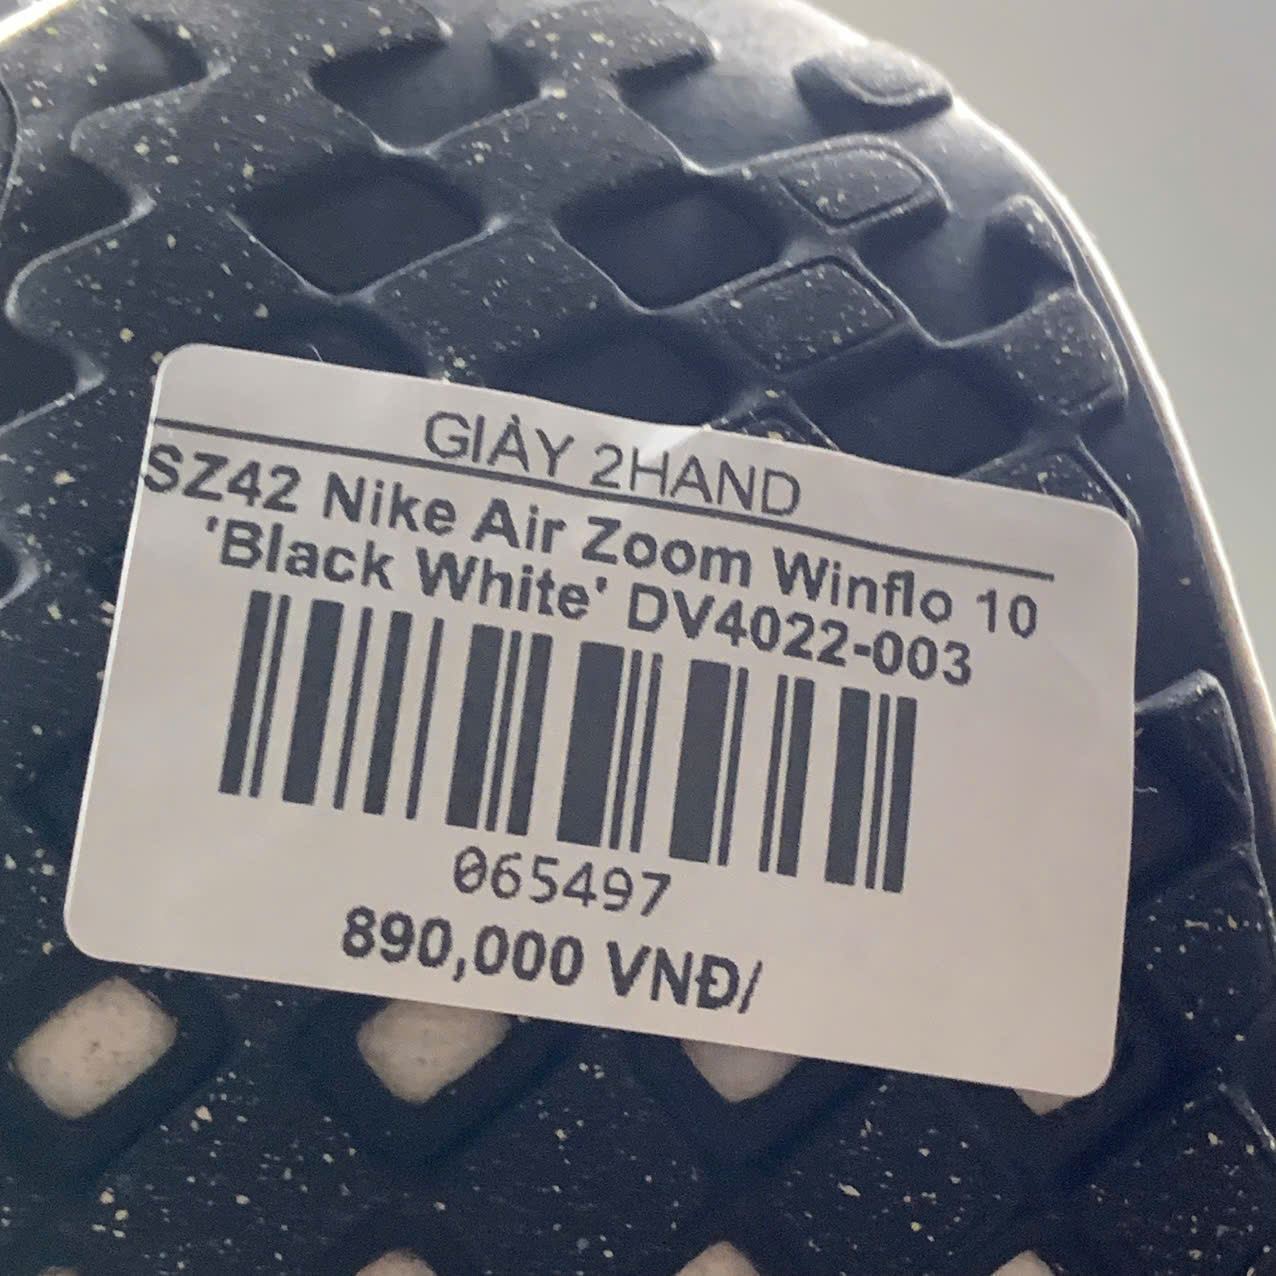 GIÀY 2HAND
SZ42 Nike Air Zoom Winflo 10
'Black White' DV4022-003
065497
890,000 VNĐ/